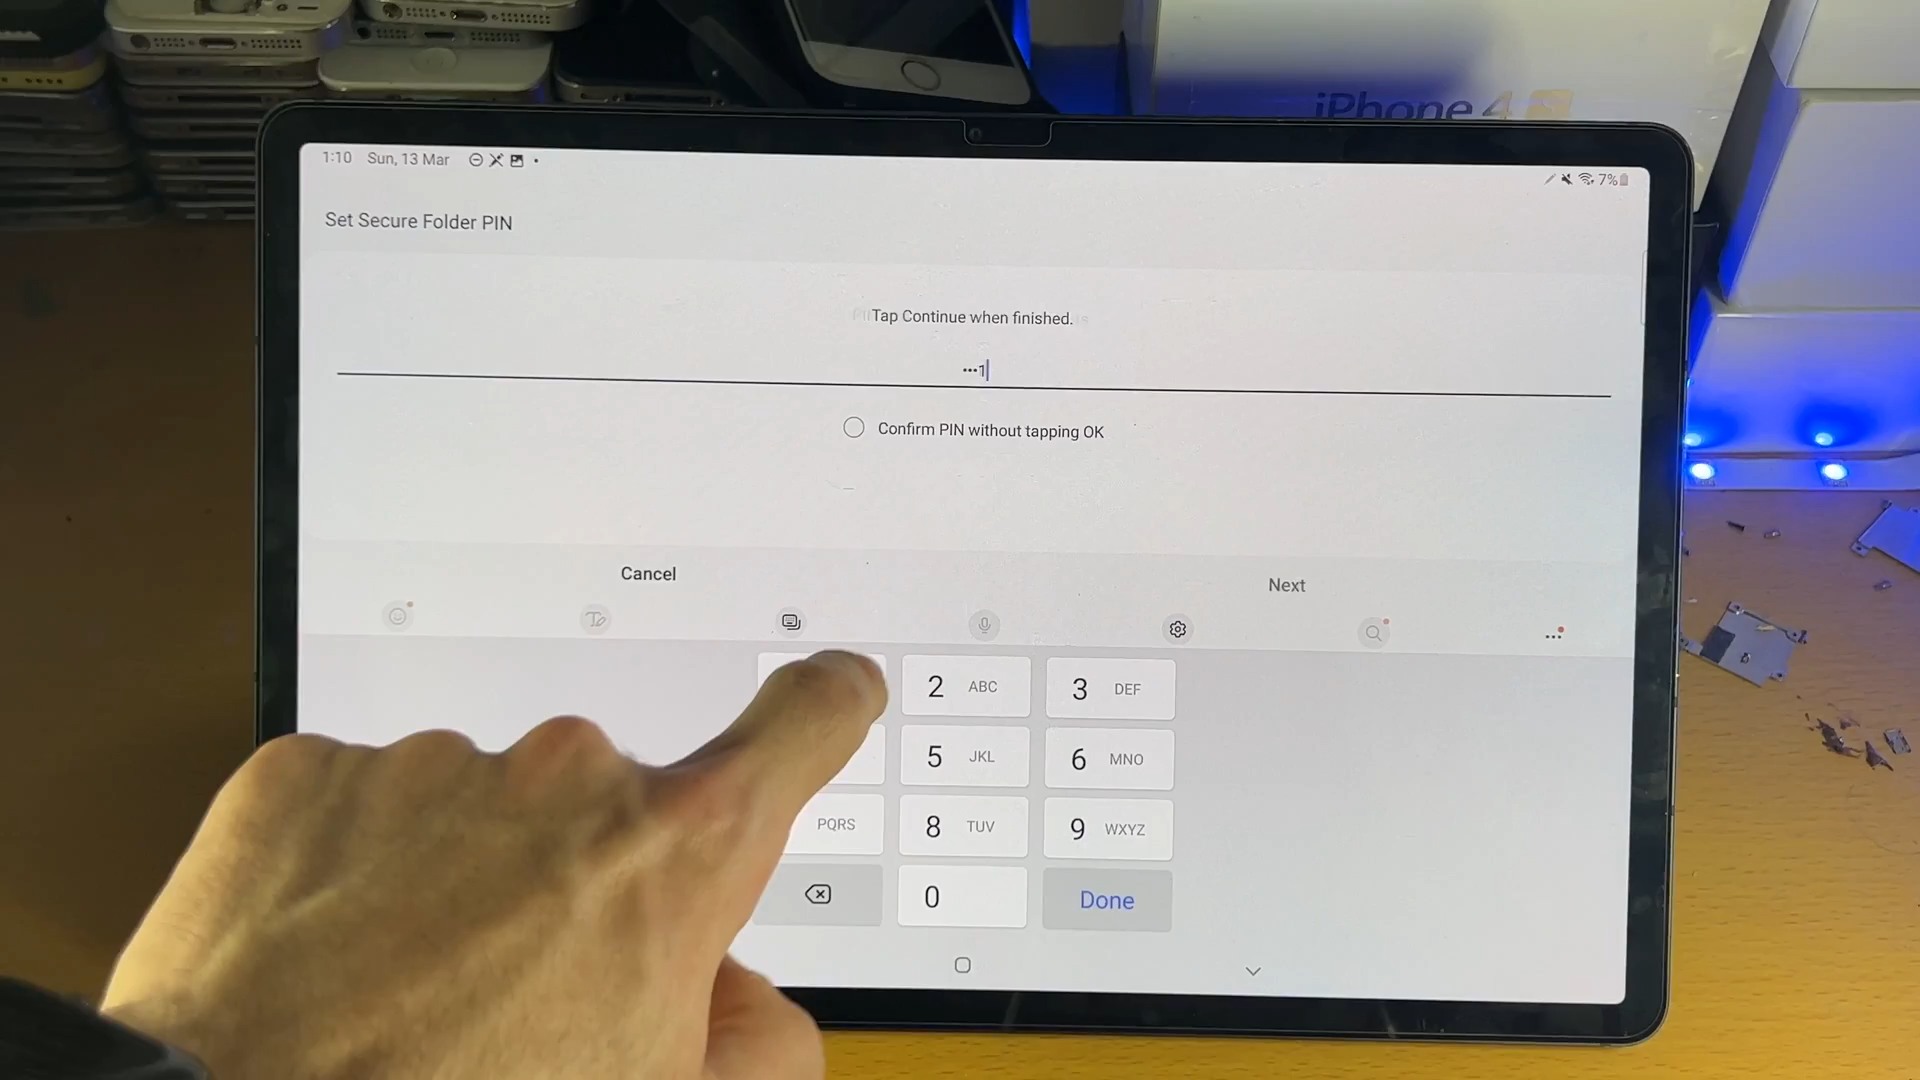 iPhone 4
1:10 Sun, 13 Mar
7%
Set Secure Folder PIN
Tap Continue when finished.
•••1
Confirm PIN without tapping OK
Cancel
Next
2 ABC
3 DEF
5 JKL
6 MNO
PQRS
8 TUV
9 WXYZ
0
Done